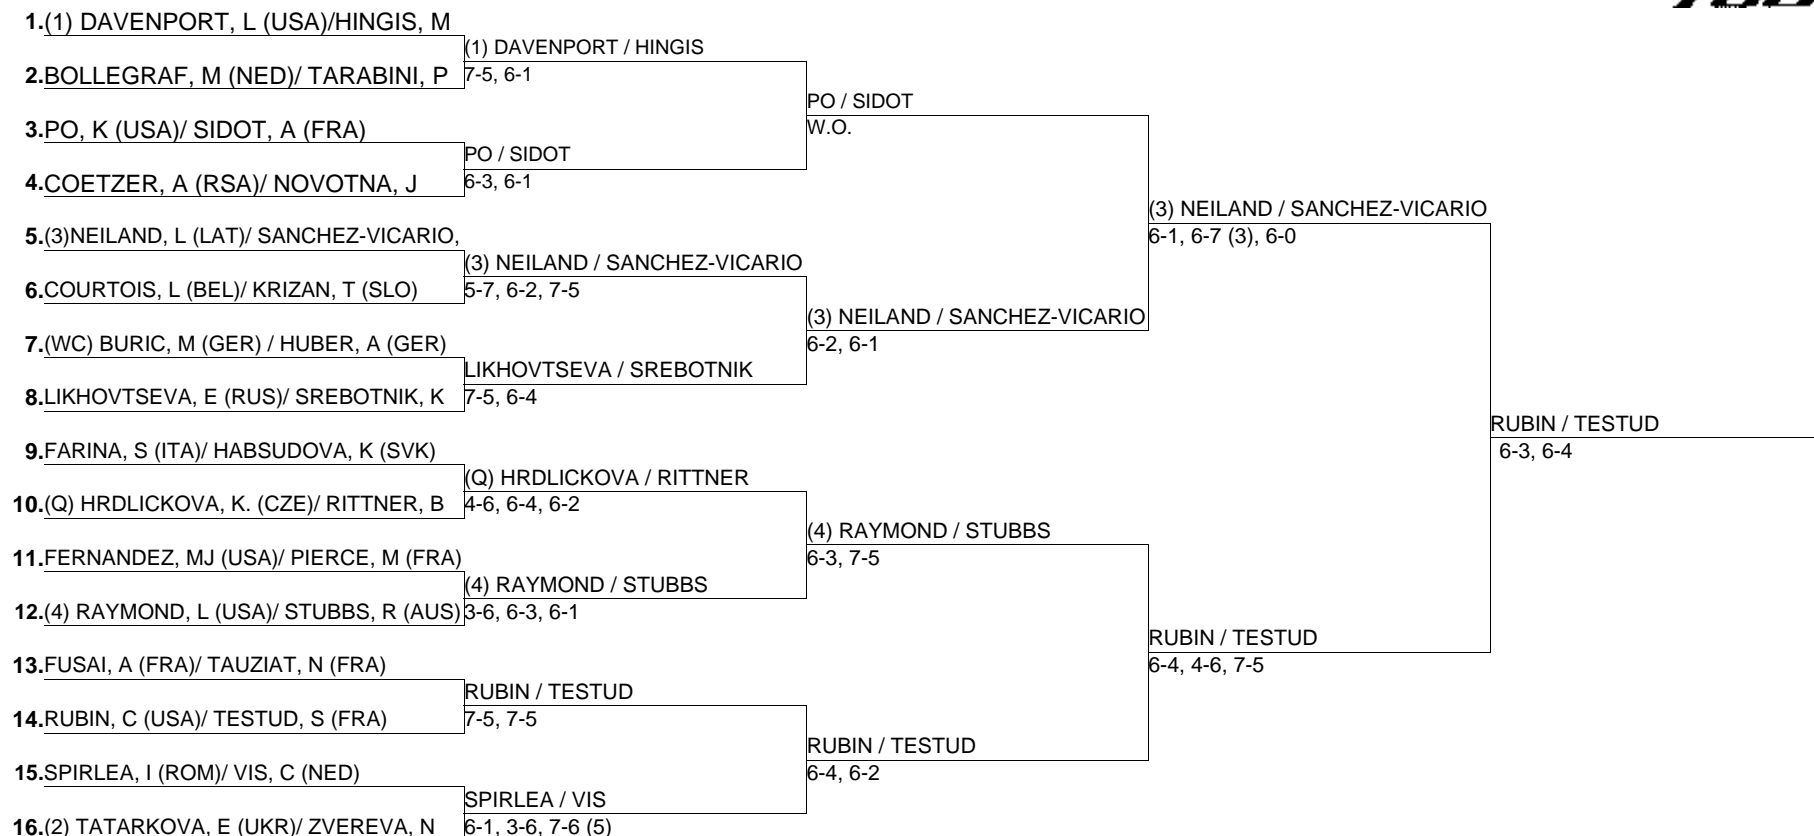 1.(1) DAVENPORT, L (USA)/HINGIS, M
(1) DAVENPORT / HINGIS
2.BOLLEGRAF, M (NED)/ TARABINI, P
7-5, 6-1
PO / SIDOT
W.O.
3.PO, K (USA)/ SIDOT, A (FRA)
PO / SIDOT
4.COETZER, A (RSA)/ NOVOTNA, J
6-3, 6-1
(3) NEILAND / SANCHEZ-VICARIO
6-1, 6-7 (3), 6-0
5.(3)NEILAND, L (LAT)/ SANCHEZ-VICARIO,
(3) NEILAND / SANCHEZ-VICARIO
6.COURTOIS, L (BEL)/ KRIZAN, T (SLO)
5-7, 6-2, 7-5
(3) NEILAND / SANCHEZ-VICARIO
6-2, 6-1
7.(WC) BURIC, M (GER) / HUBER, A (GER)
LIKHOVTSEVA / SREBOTNIK
8.LIKHOVTSEVA, E (RUS)/ SREBOTNIK, K
7-5, 6-4
RUBIN / TESTUD
6-3, 6-4
9.FARINA, S (ITA)/ HABSUDOVA, K (SVK)
(Q) HRDLICKOVA / RITTNER
10.(Q) HRDLICKOVA, K. (CZE)/ RITTNER, B
4-6, 6-4, 6-2
(4) RAYMOND / STUBBS
6-3, 7-5
11.FERNANDEZ, MJ (USA)/ PIERCE, M (FRA)
(4) RAYMOND / STUBBS
12.(4) RAYMOND, L (USA)/ STUBBS, R (AUS)
3-6, 6-3, 6-1
RUBIN / TESTUD
6-4, 4-6, 7-5
13.FUSAI, A (FRA)/ TAUZIAT, N (FRA)
RUBIN / TESTUD
14.RUBIN, C (USA)/ TESTUD, S (FRA)
7-5, 7-5
RUBIN / TESTUD
6-4, 6-2
15.SPIRLEA, I (ROM)/ VIS, C (NED)
SPIRLEA / VIS
16.(2) TATARKOVA, E (UKR)/ ZVEREVA, N
6-1, 3-6, 7-6 (5)